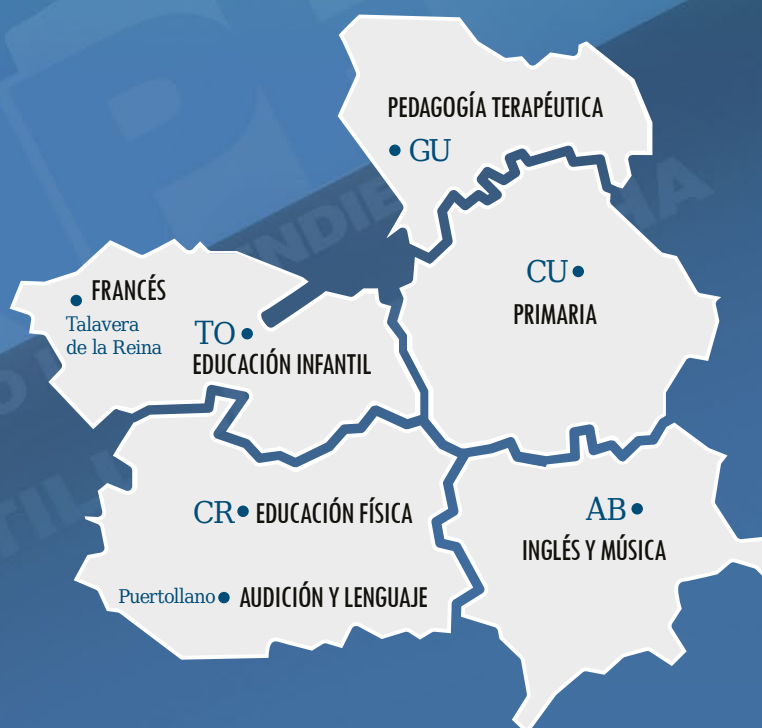 PEDAGOGÍA TERAPÉUTICA
GU
CU
PRIMARIA
FRANCÉS
Talavera
de la Reina
TO
EDUCACIÓN INFANTIL
CR
EDUCACIÓN FÍSICA
Puertollano
AUDICIÓN Y LENGUAJE
AB
INGLÉS Y MÚSICA